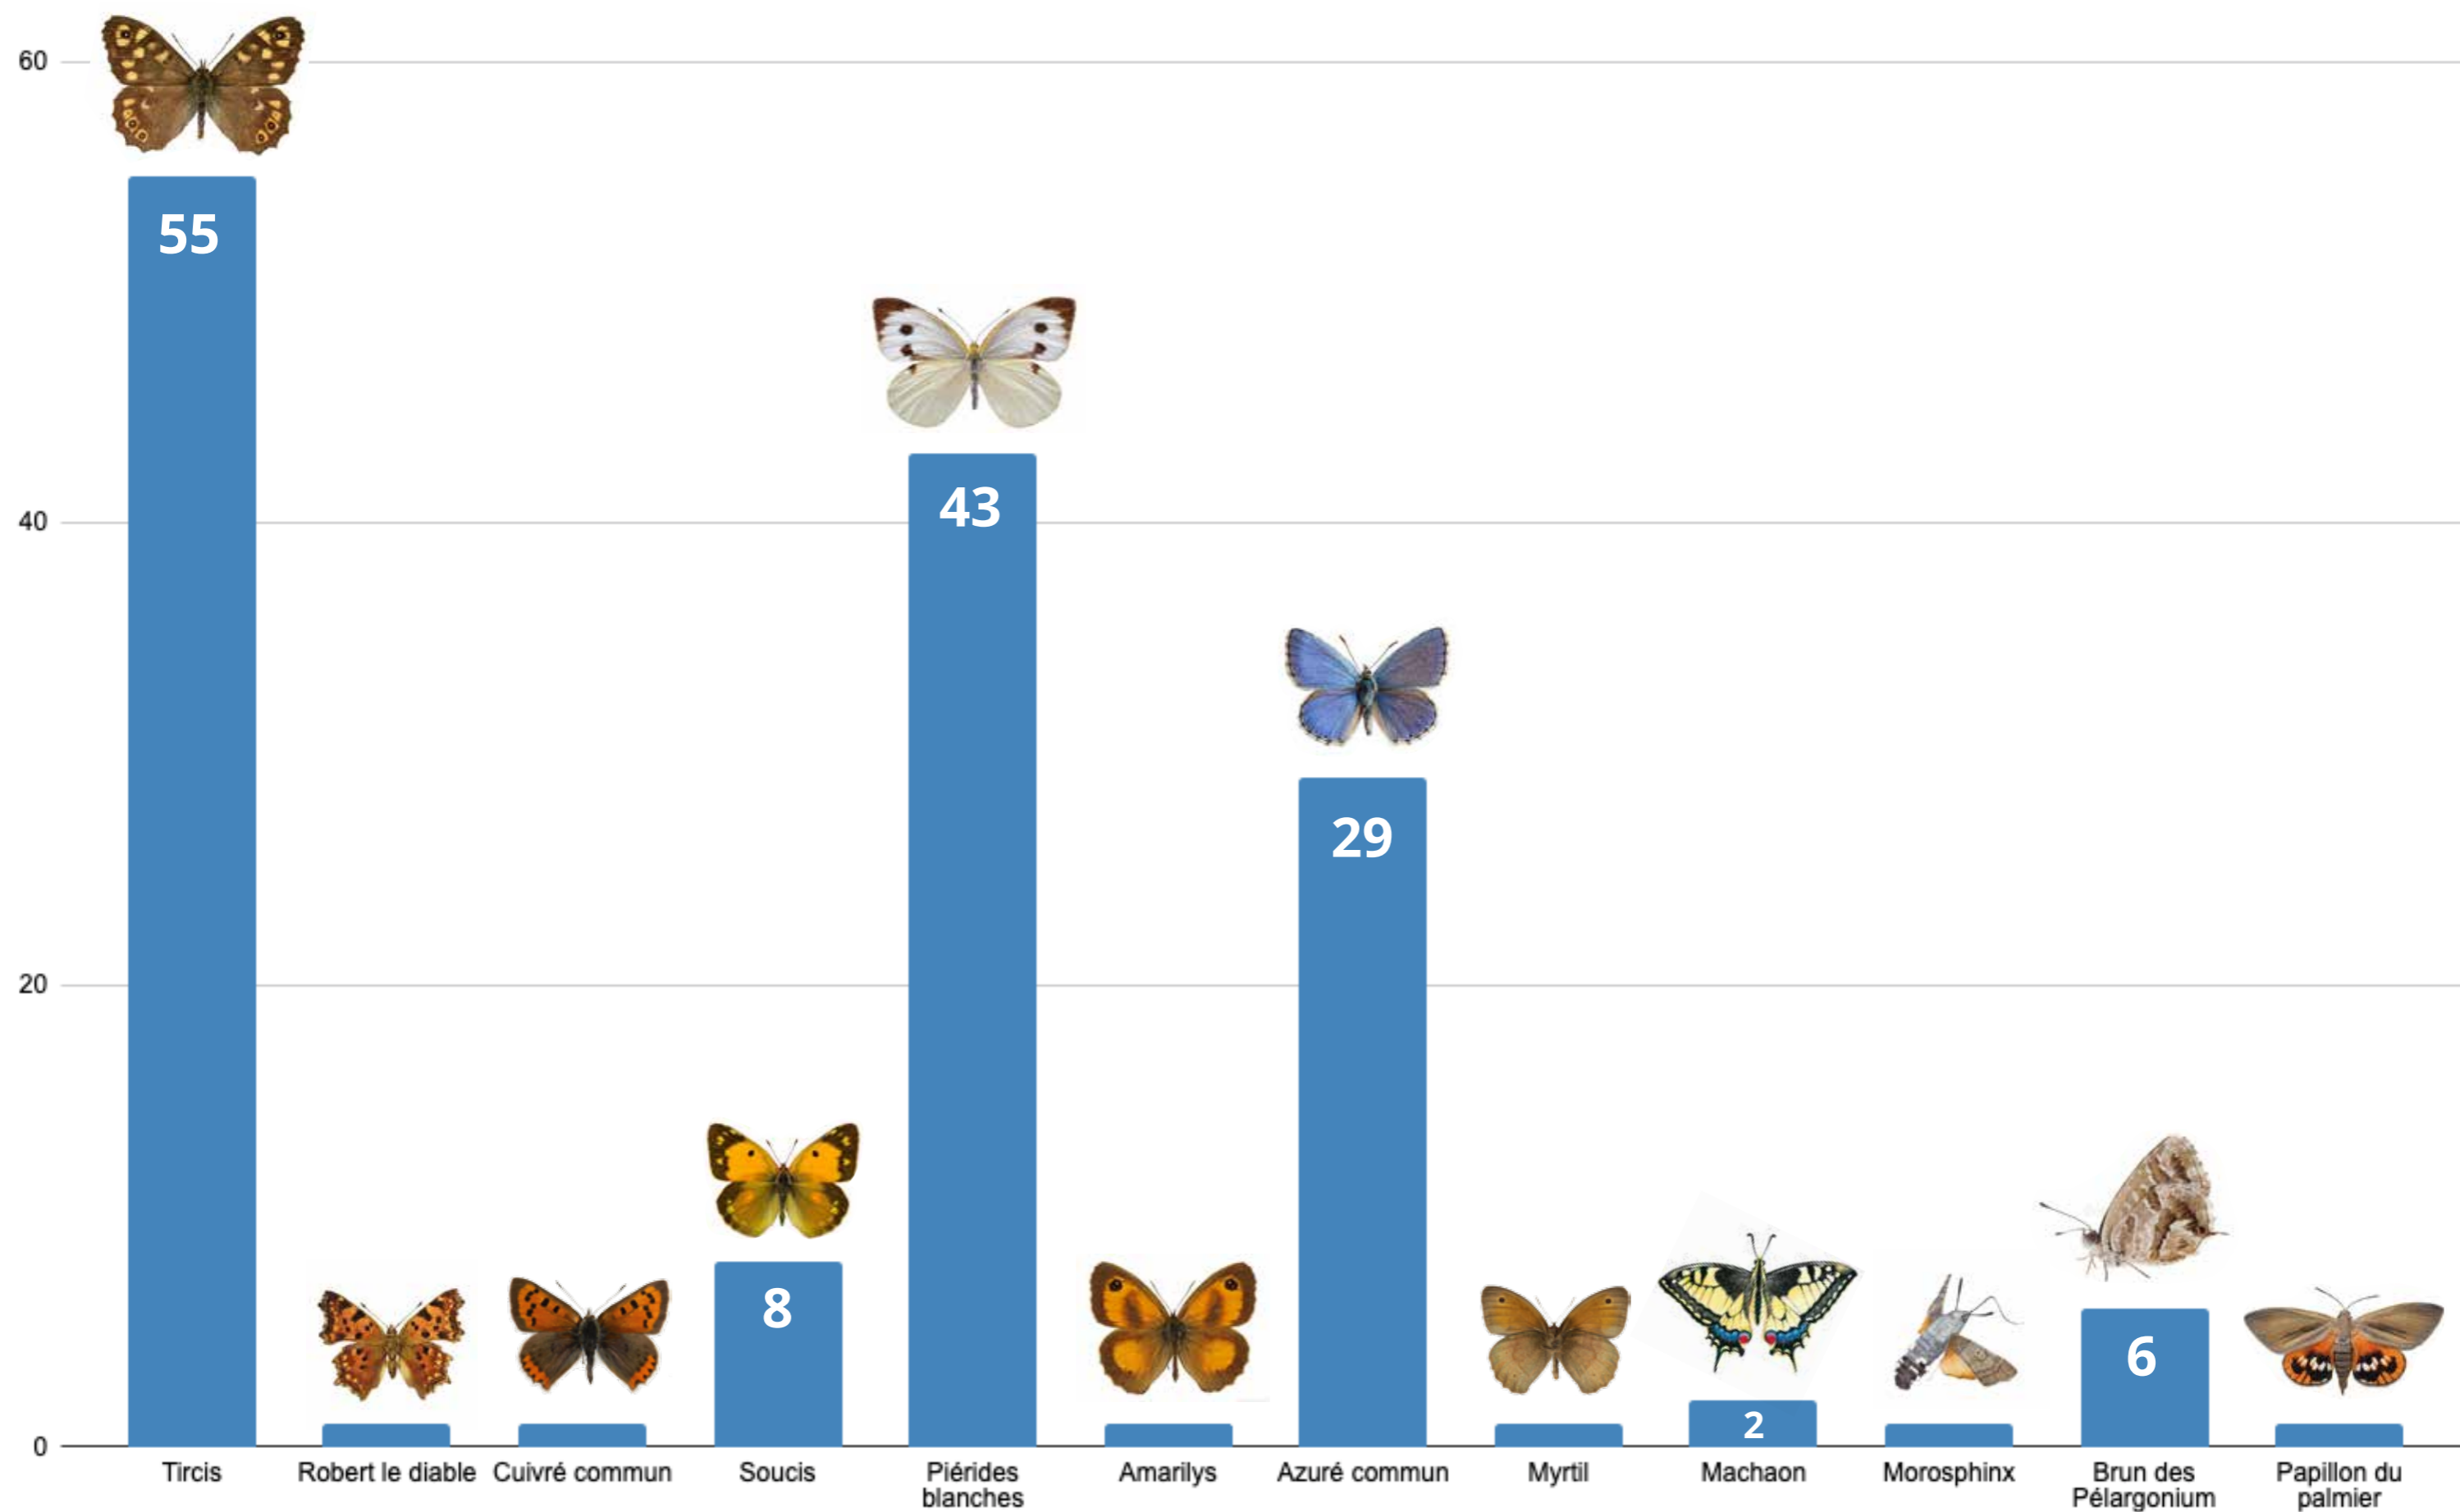 60
55
43
40
29
20
8
6
2
0
Tircis
Robert le diable
Cuivré commun
Soucis
Piérides
blanches
Amarilys
Azuré commun
Myrtil
Machaon
Morosphinx
Brun des
Pélargonium
Papillon du
palmier